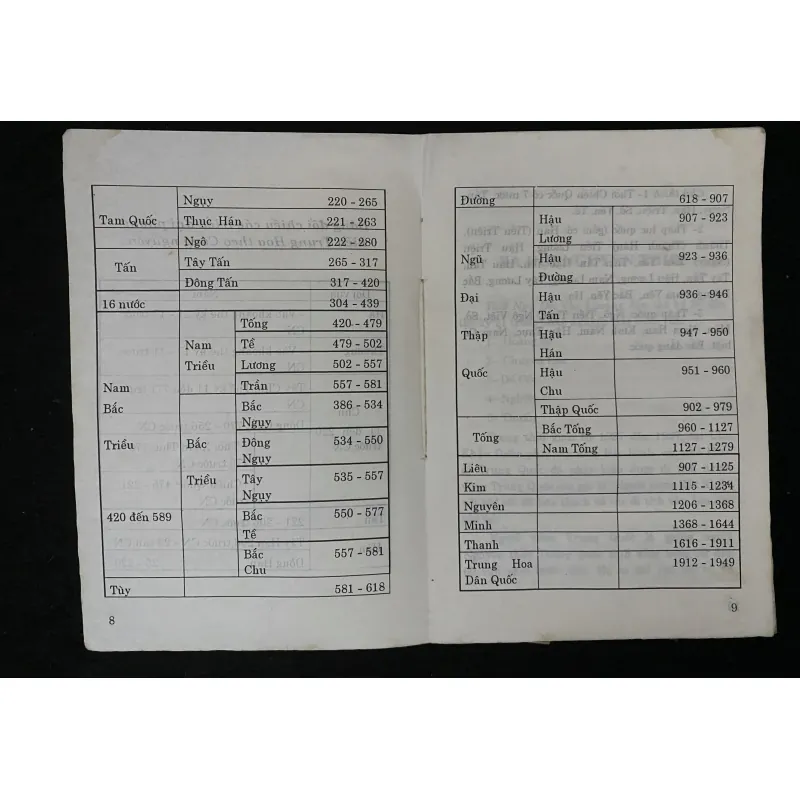 Ngụy 220 - 265
Tam Quốc Thục Hán 221 - 263
Ngô 222 - 280
Tấn Tây Tấn 265 - 317
Đông Tấn 317 - 420
16 nước 304 - 439
Tống 420 - 479
Nam Tề 479 - 502
Triều Lương 502 - 557
Nam Trần 557 - 581
Bắc Bắc 386 - 534
Ngụy
Triều Bắc Động 534 - 550
Ngụy
Triều Tây 535 - 557
Ngụy
420 đến 589 Bắc 550 - 577
Tề
Bắc 557 - 581
Chu
Tùy 581 - 618
8
Đường 618 - 907
Hậu 907 - 923
Lương
Ngũ Hậu 923 - 936
Đường
Đại Hậu 936 - 946
Tấn
Thập Hậu 947 - 950
Hán
Quốc Hậu 951 - 960
Chu
Thập Quốc 902 - 979
Tống Bắc Tống 960 - 1127
Nam Tống 1127 - 1279
Liêu 907 - 1125
Kim 1115 - 1234
Nguyên 1206 - 1368
Minh 1368 - 1644
Thanh 1616 - 1911
Trung Hoa 1912 - 1949
Dân Quốc
9